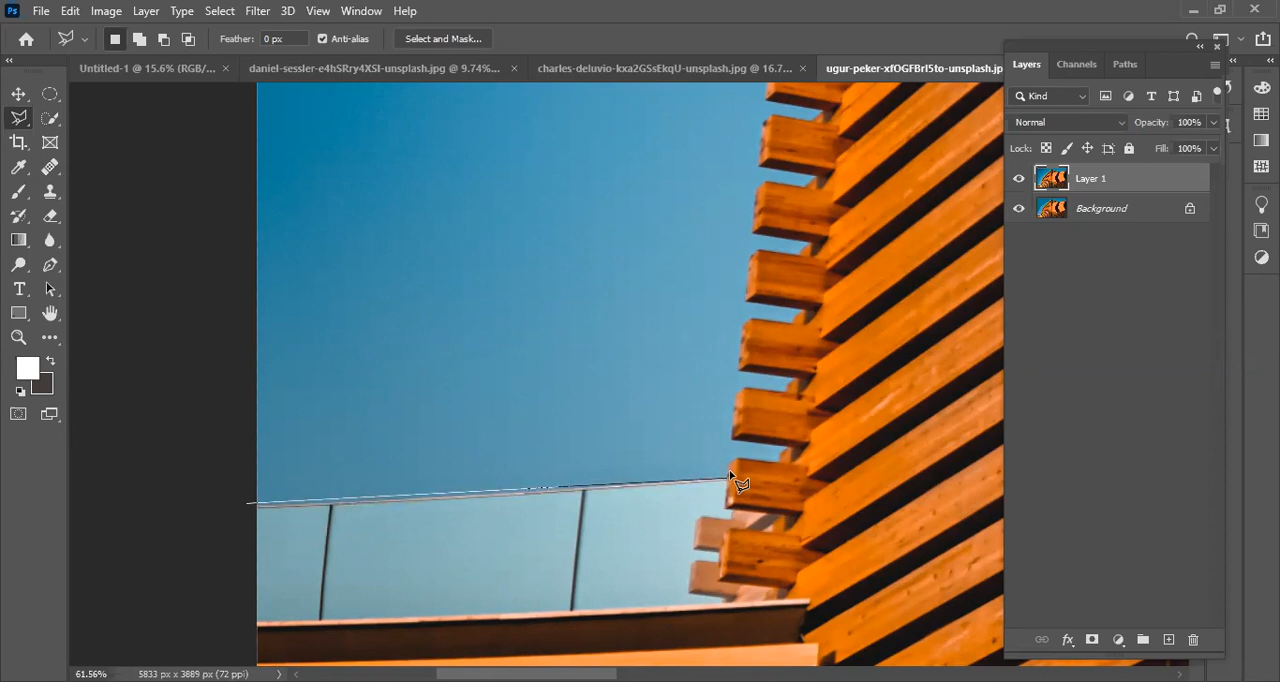 Ps File Edit Image Layer Type Select Filter 3D View Window Help
Feather: 0 px Anti-alias Select and Mask...
Untitled-1 @ 15.6% (RGB/... × daniel-sessler-e4hSRry4XSI-unsplash.jpg @ 9.74%... × charles-deluvio-kxa2GSsEkqU-unsplash.jpg @ 16.7... × ugur-peker-xfOGFBrI5to-unsplash.jp
Layers Channels Paths
Kind
Normal Opacity: 100%
Lock: Fill: 100%
Layer 1
Background
61.56% 5833 px x 3889 px (72 ppi)